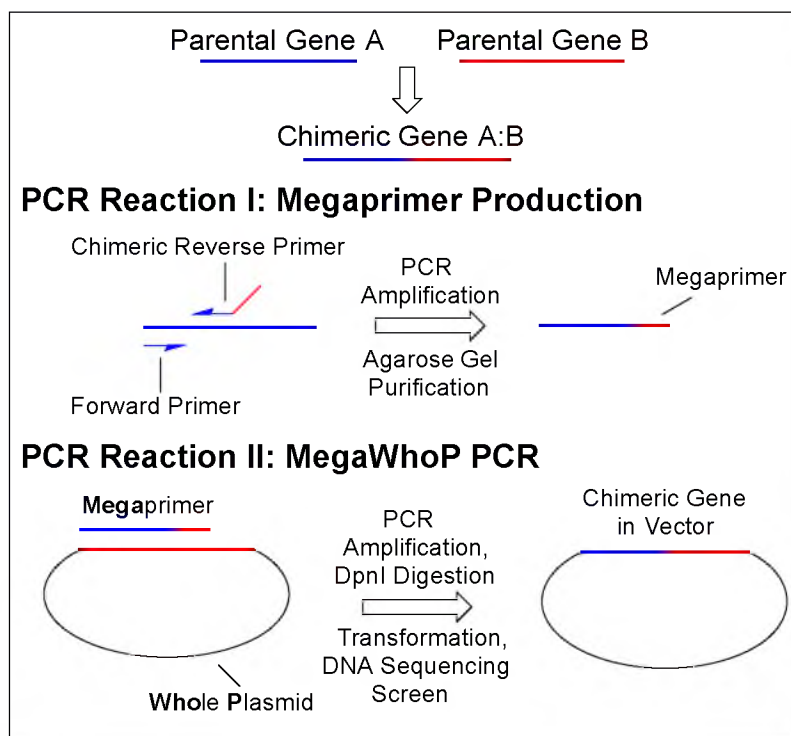 Parental Gene A
Parental Gene B
Chimeric Gene A:B
PCR Reaction I: Megaprimer Production
Chimeric Reverse Primer
Forward Primer
PCR
Amplification
Agarose Gel
Purification
Megaprimer
PCR Reaction II: MegaWhoP PCR
Megaprimer
Whole Plasmid
PCR
Amplification,
DpnI Digestion
Transformation,
DNA Sequencing
Screen
Chimeric Gene
in Vector